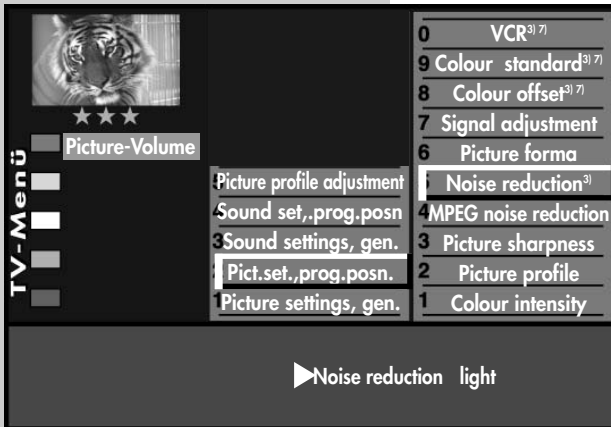 TV-Menü
Picture-Volume
5 Picture profile adjustment
4 Sound set,.prog.posn
3 Sound settings, gen.
Pict.set.,prog.posn.
1 Picture settings, gen.
0 VCR³⁾ ⁷⁾
9 Colour standard³⁾ ⁷⁾
8 Colour offset³⁾ ⁷⁾
7 Signal adjustment
6 Picture forma
5 Noise reduction³⁾
4 MPEG noise reduction
3 Picture sharpness
2 Picture profile
1 Colour intensity
Noise reduction light